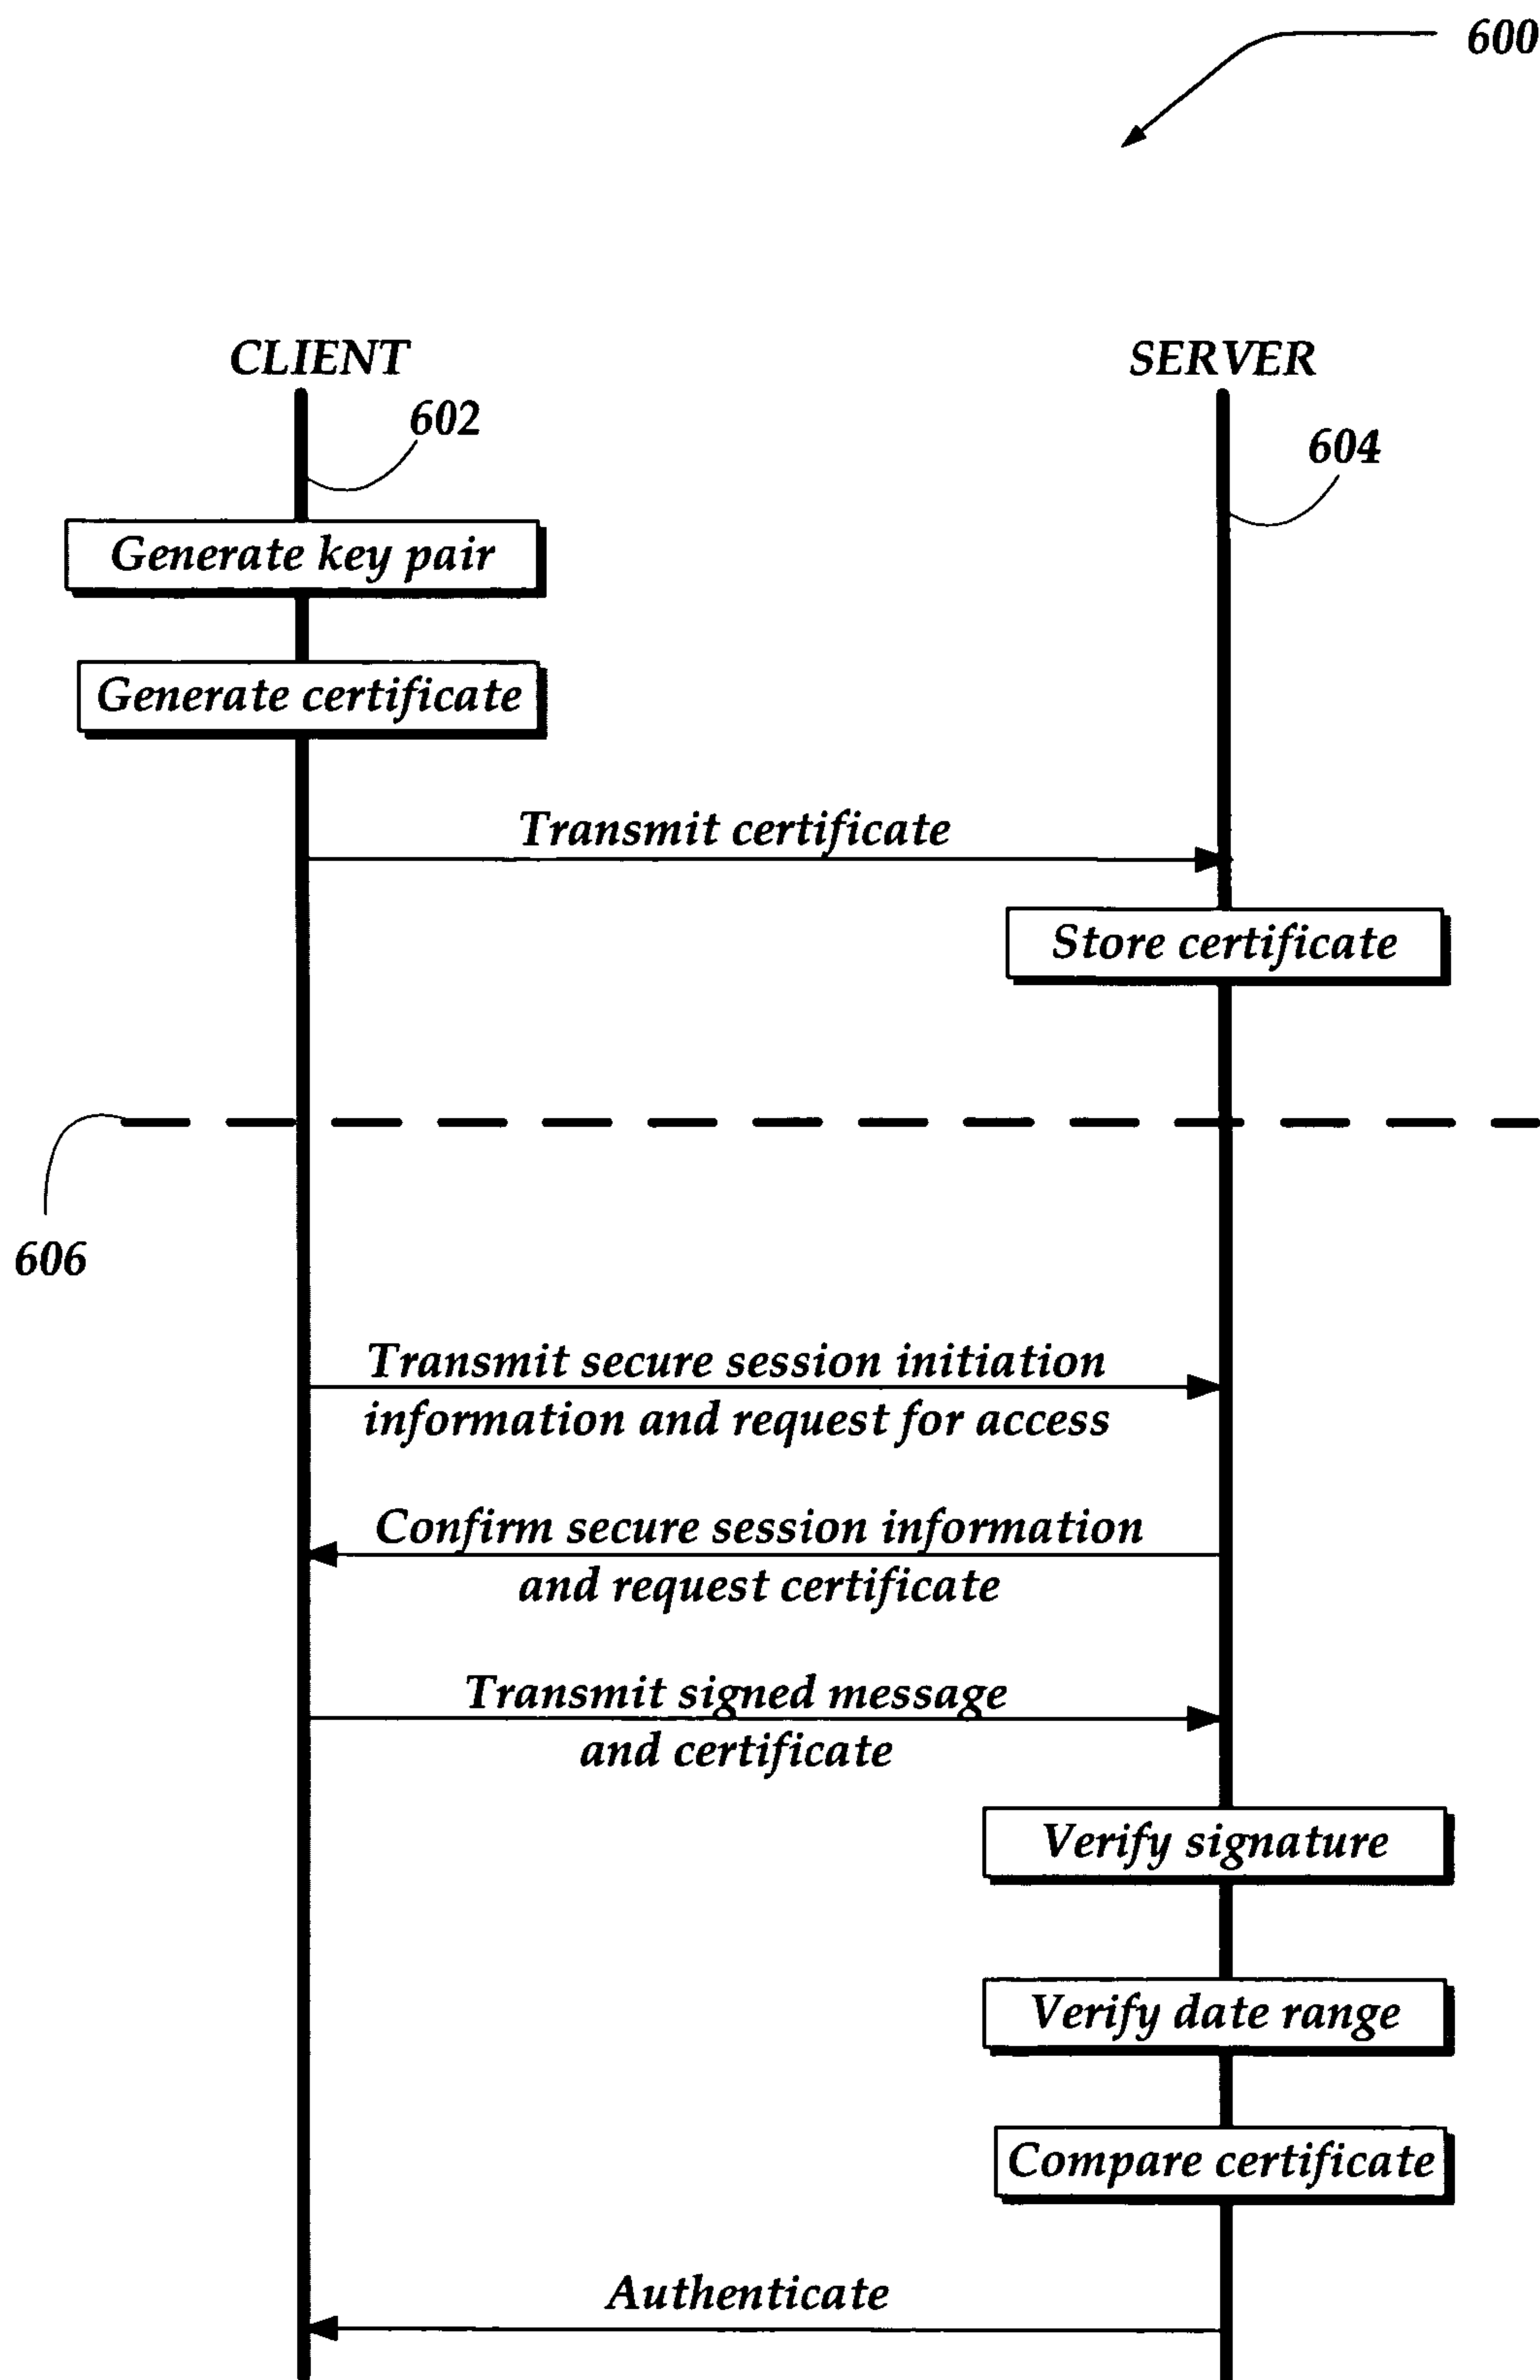 600
CLIENT
SERVER
602
604
Generate key pair
Generate certificate
Transmit certificate
Store certificate
606
Transmit secure session initiation
information and request for access
Confirm secure session information
and request certificate
Transmit signed message
and certificate
Verify signature
Verify date range
Compare certificate
Authenticate